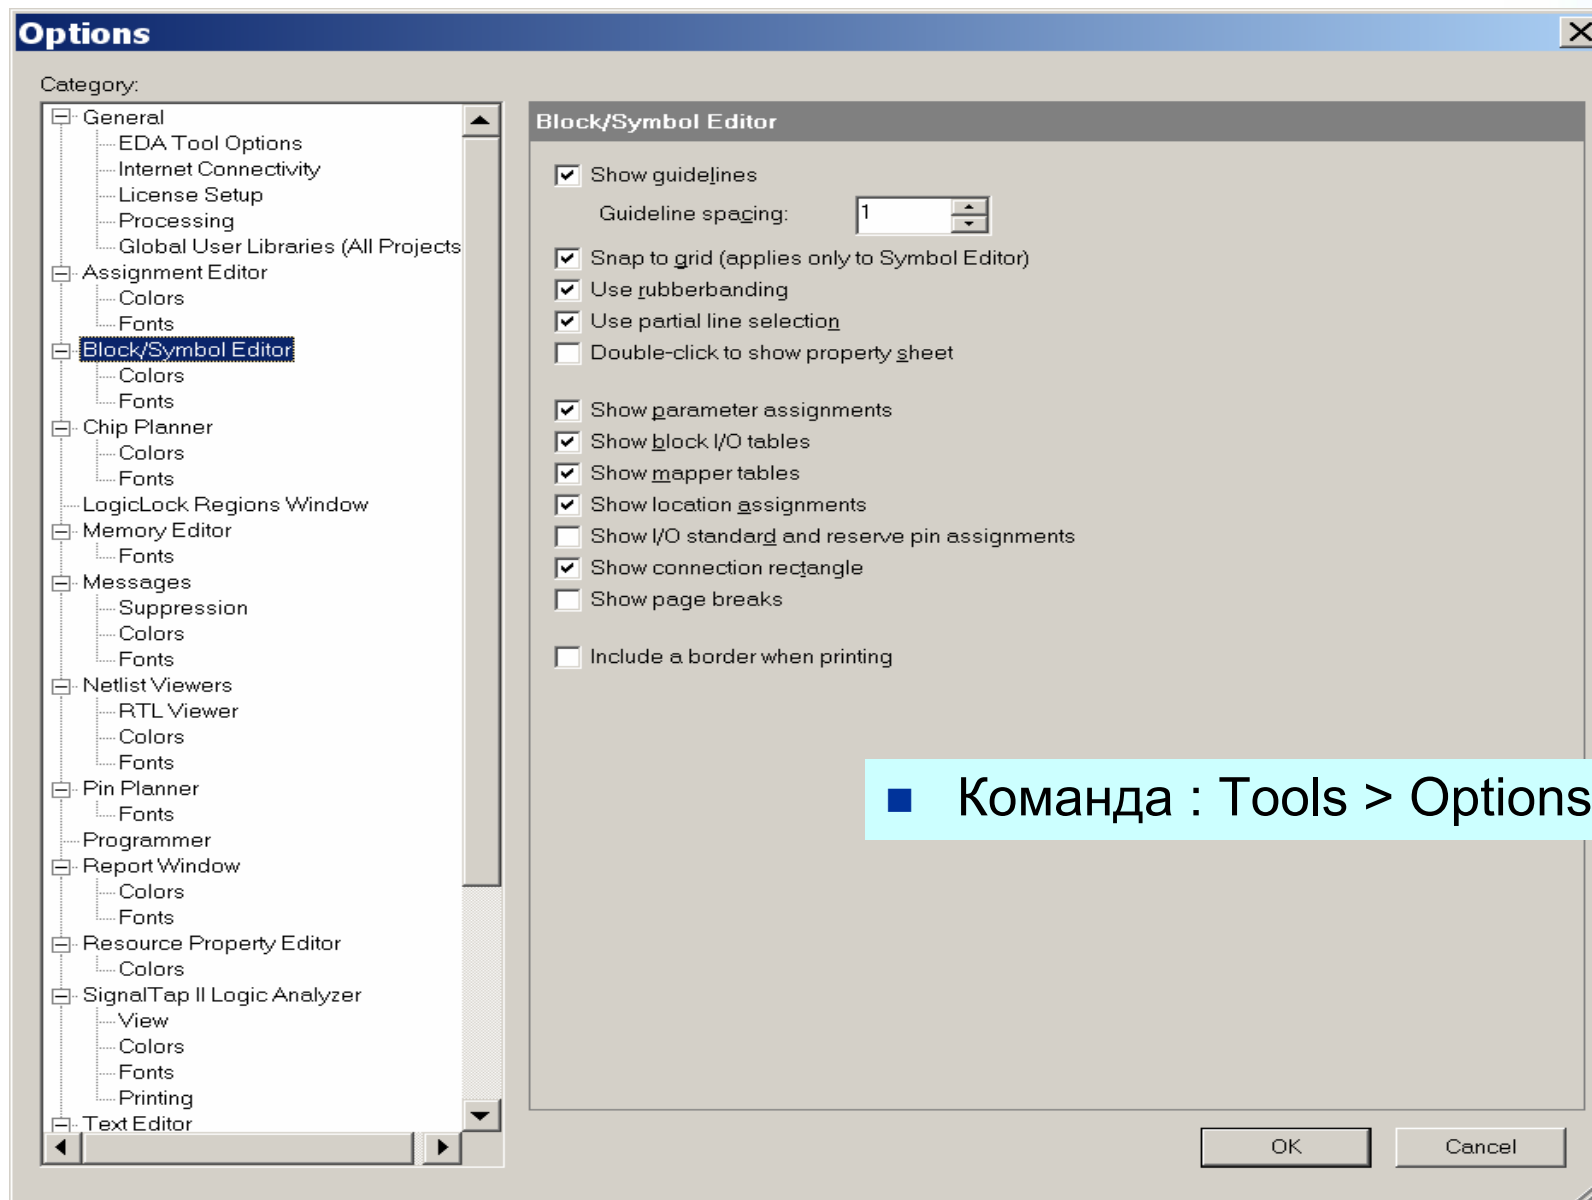 Options
Category:
General
EDA Tool Options
Internet Connectivity
License Setup
Processing
Global User Libraries (All Projects
Assignment Editor
Colors
Fonts
Block/Symbol Editor
Colors
Fonts
Chip Planner
Colors
Fonts
LogicLock Regions Window
Memory Editor
Fonts
Messages
Suppression
Colors
Fonts
Netlist Viewers
RTL Viewer
Colors
Fonts
Pin Planner
Fonts
Programmer
Report Window
Colors
Fonts
Resource Property Editor
Colors
SignalTap II Logic Analyzer
View
Colors
Fonts
Printing
Text Editor
Block/Symbol Editor
Show guidelines
Guideline spacing: 1
Snap to grid (applies only to Symbol Editor)
Use rubberbanding
Use partial line selection
Double-click to show property sheet
Show parameter assignments
Show block I/O tables
Show mapper tables
Show location assignments
Show I/O standard and reserve pin assignments
Show connection rectangle
Show page breaks
Include a border when printing
Команда : Tools > Options
OK Cancel